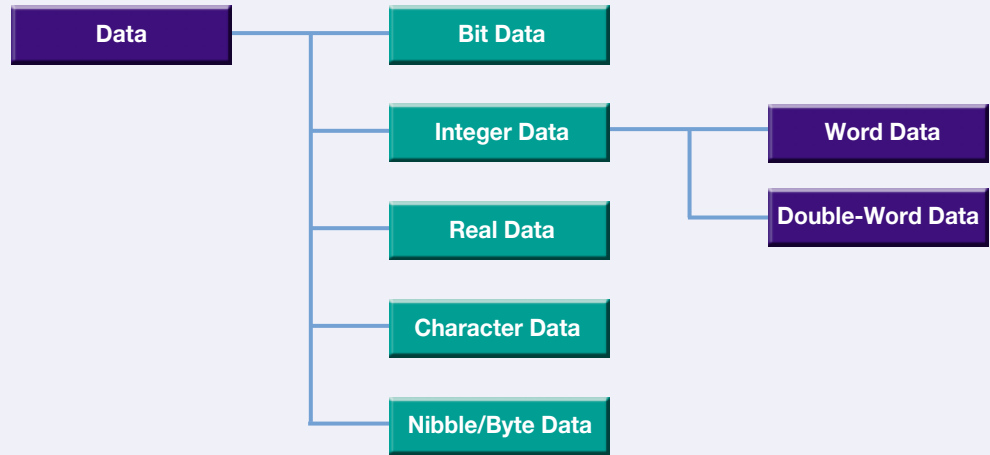 Data
Bit Data
Integer Data
Word Data
Double-Word Data
Real Data
Character Data
Nibble/Byte Data